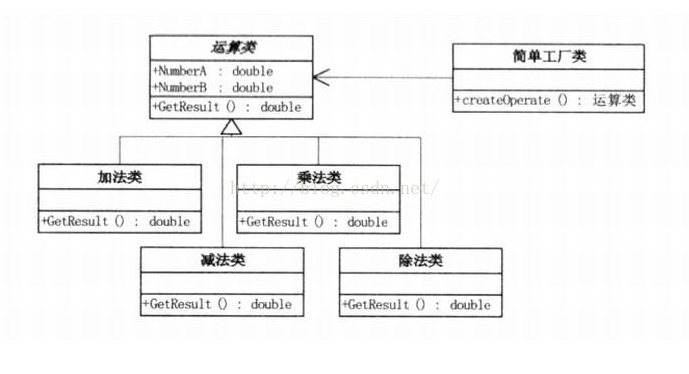 运算类
+NumberA : double
+NumberB : double
+GetResult () : double
简单工厂类
+createOperate () : 运算类
加法类
+GetResult () : double
乘法类
+GetResult () : double
http://blog.csdn.net/
减法类
+GetResult () : double
除法类
+GetResult () : double